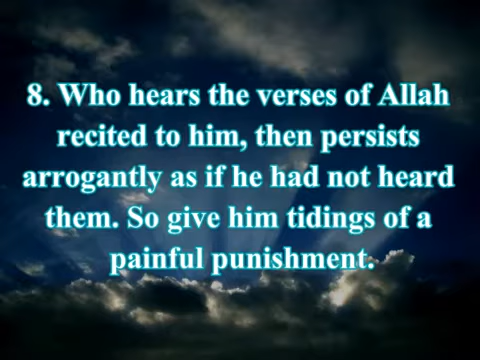 8. Who hears the verses of Allah
recited to him, then persists
arrogantly as if he had not heard
them. So give him tidings of a
painful punishment.